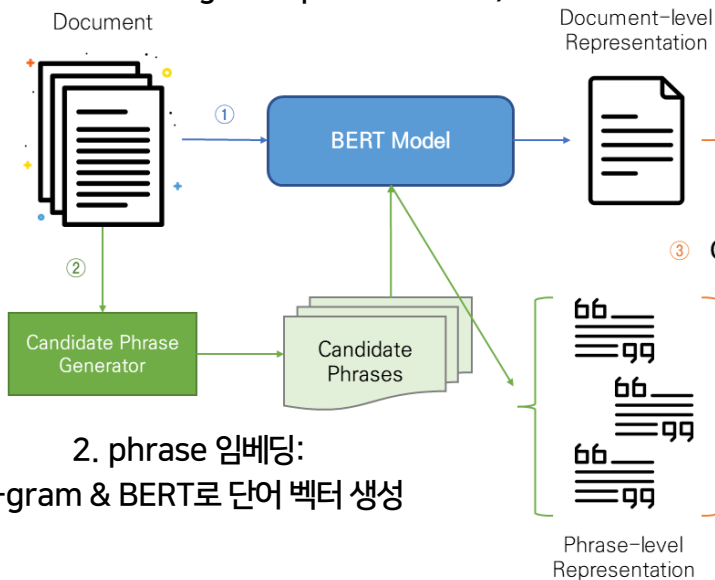 Document
Document-level
Representation
①
BERT Model
②
③
Candidate Phrase
Generator
Candidate
Phrases
2. phrase 임베딩:
-gram & BERT로 단어 벡터 생성
Phrase-level
Representation